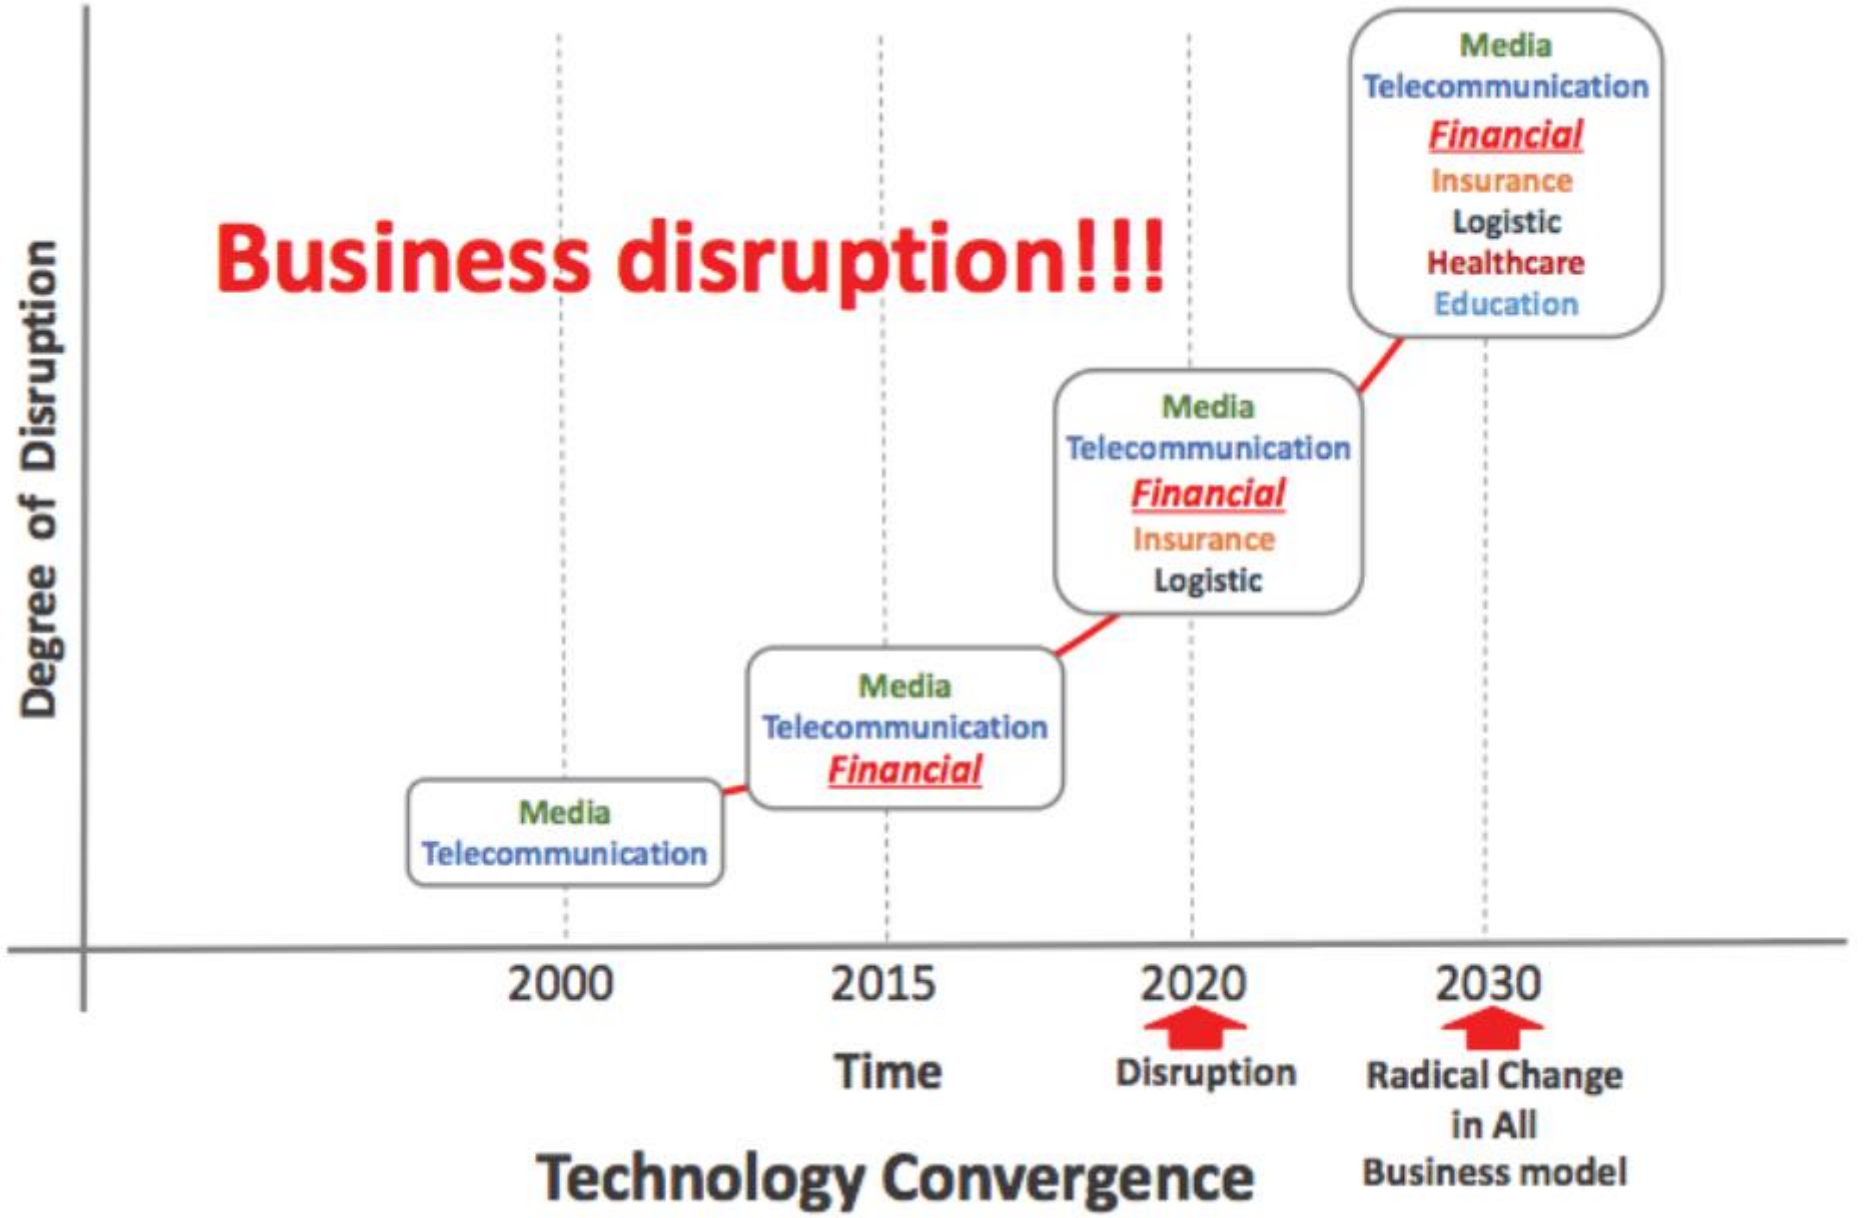 Media
Telecommunication
Financial
Insurance
Logistic
Healthcare
Education
Business disruption!!!
Degree of Disruption
Media
Telecommunication
Financial
Insurance
Logistic
Media
Telecommunication
Financial
Media
Telecommunication
2000
2015
2020
2030
Time
Disruption
Radical Change
in All
Business model
Technology Convergence